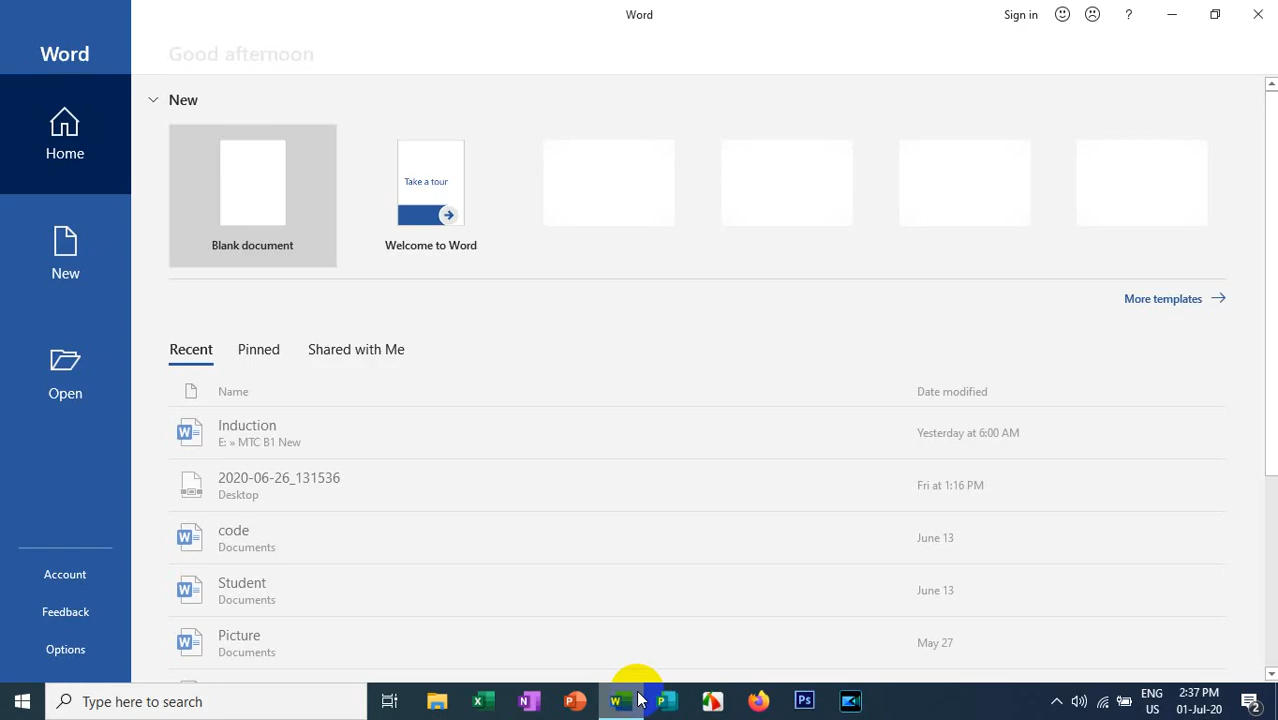 Word
Sign in
?
Word
Good afternoon
New
Home
Take a tour
Blank document
Welcome to Word
New
More templates
Recent
Pinned
Shared with Me
Open
Name
Date modified
Induction
E: » MTC B1 New
Yesterday at 6:00 AM
2020-06-26_131536
Desktop
Fri at 1:16 PM
code
Documents
June 13
Account
Student
Documents
June 13
Feedback
Options
Picture
Documents
May 27
Type here to search
ENG
US
2:37 PM
01-Jul-20
2